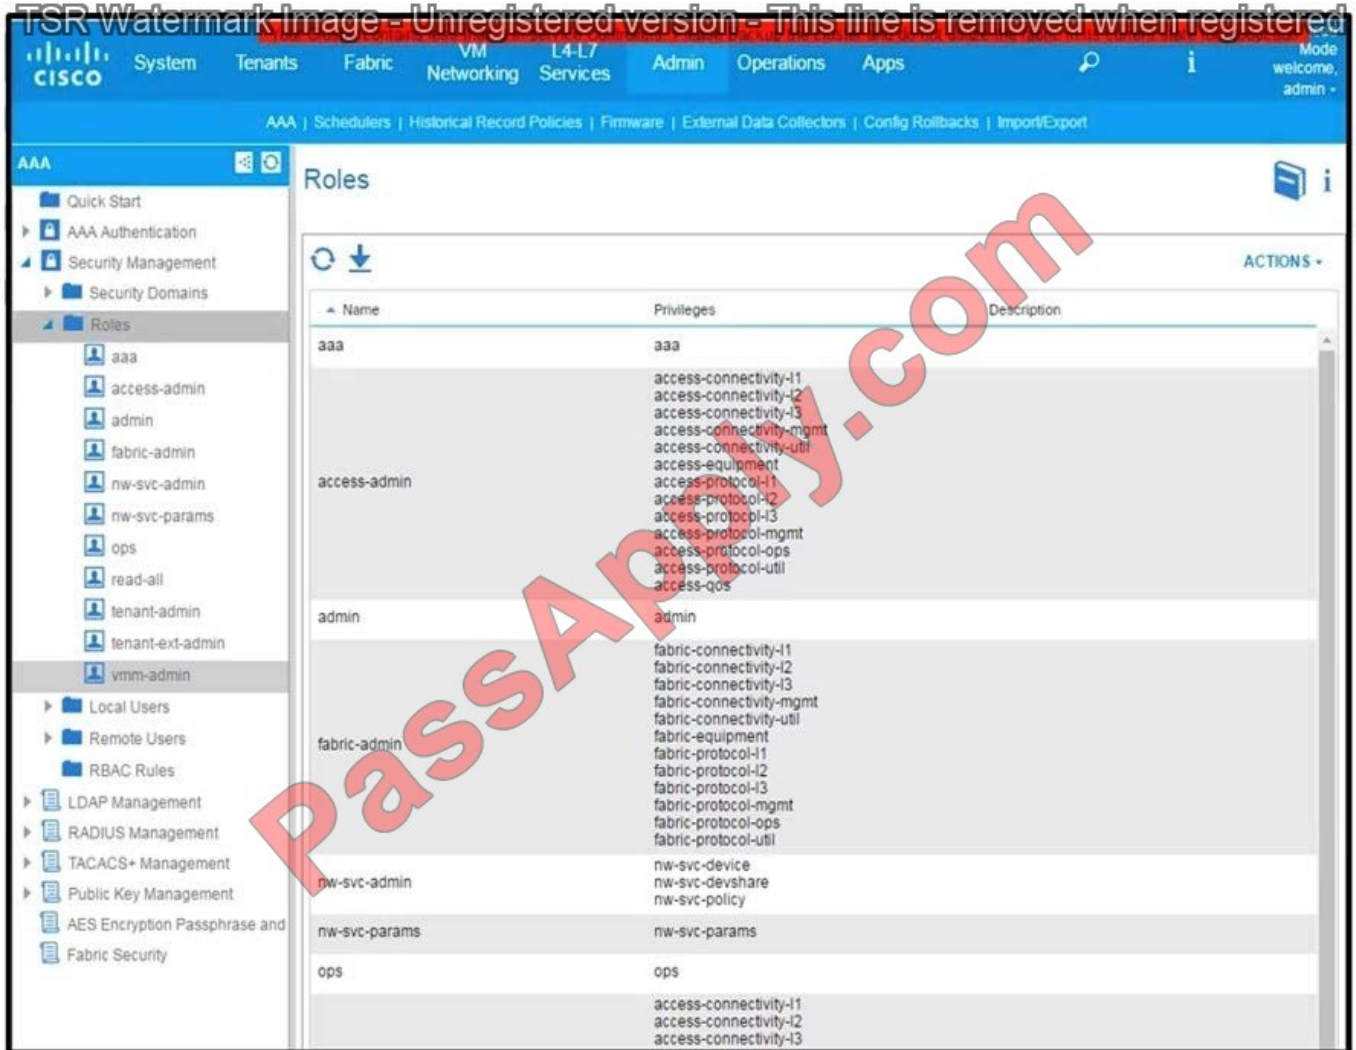 TSR Watermark Image - Unregistered version - This line is removed when registered
CISCO
System
Tenants
Fabric
VM
Networking
L4-L7
Services
Admin
Operations
Apps
i
Mode
welcome,
admin
AAA | Schedulers | Historical Record Policies | Firmware | External Data Collectors | Config Rollbacks | Import/Export
AAA
Quick Start
AAA Authentication
Security Management
Security Domains
Roles
aaa
access-admin
admin
fabric-admin
nw-svc-admin
nw-svc-params
ops
read-all
tenant-admin
tenant-ext-admin
vmm-admin
Local Users
Remote Users
RBAC Rules
LDAP Management
RADIUS Management
TACACS+ Management
Public Key Management
AES Encryption Passphrase and
Fabric Security
Roles
i
ACTIONS
Name Privileges Description
aaa aaa
access-admin
access-connectivity-l1
access-connectivity-l2
access-connectivity-l3
access-connectivity-mgmt
access-connectivity-util
access-equipment
access-protocol-l1
access-protocol-l2
access-protocol-l3
access-protocol-mgmt
access-protocol-ops
access-protocol-util
access-qos
admin admin
fabric-admin
fabric-connectivity-l1
fabric-connectivity-l2
fabric-connectivity-l3
fabric-connectivity-mgmt
fabric-connectivity-util
fabric-equipment
fabric-protocol-l1
fabric-protocol-l2
fabric-protocol-l3
fabric-protocol-mgmt
fabric-protocol-ops
fabric-protocol-util
nw-svc-admin
nw-svc-device
nw-svc-devshare
nw-svc-policy
nw-svc-params nw-svc-params
ops ops
access-connectivity-l1
access-connectivity-l2
access-connectivity-l3
PassApply.com